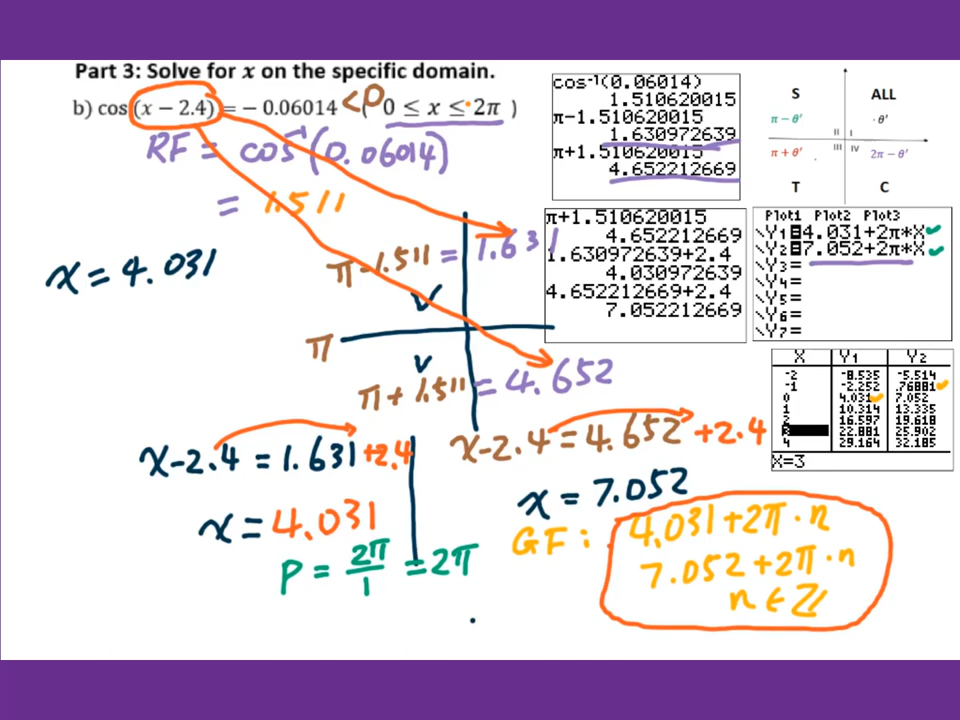 Part 3: Solve for x on the specific domain.
b) cos(x − 2.4) = − 0.06014 <0 ( 0 ≤ x ≤ 2π )
RF = cos⁻¹(0.06014)
= 1.511
x = 4.031
π - 1.511 = 1.631
π
π + 1.511 = 4.652
x - 2.4 = 1.631 + 2.4
x = 4.031
P = 2π/1 = 2π
x - 2.4 = 4.652 + 2.4
x = 7.052
GF : 4.031 + 2π · n
7.052 + 2π · n
n ∈ ℤ
cos⁻¹(0.06014)
1.510620015
π-1.510620015
1.630972639
π+1.510620015
4.652212669
π+1.510620015
4.652212669
1.630972639+2.4
4.030972639
4.652212669+2.4
7.052212669
S ALL
π − θ' · θ'
II I
III IV
π + θ' 2π − θ'
T C
Plot1 Plot2 Plot3
\Y1=4.031+2π*X
\Y2=7.052+2π*X
\Y3=
\Y4=
\Y5=
\Y6=
\Y7=
X Y1 Y2
-2 -8.535 -5.514
-1 -2.252 .76881
0 4.031 7.052
1 10.314 13.335
2 16.597 19.618
3 22.881 25.902
4 29.164 32.185
X=3